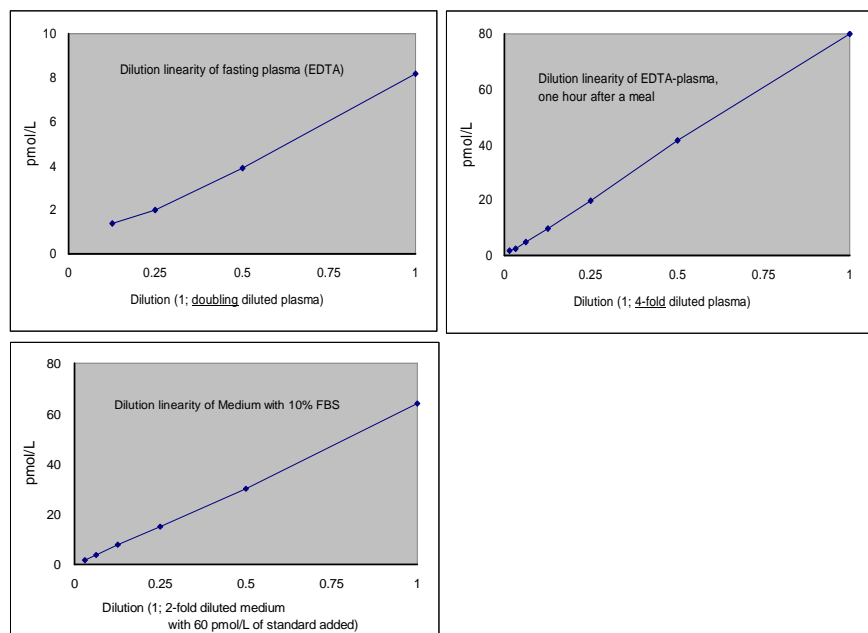 10
8
6
4
2
0
pmol/L
Dilution linearity of fasting plasma (EDTA)
0 0.25 0.5 0.75 1
Dilution (1; doubling diluted plasma)
80
60
40
20
0
pmol/L
Dilution linearity of EDTA-plasma,
one hour after a meal
0 0.25 0.5 0.75 1
Dilution (1; 4-fold diluted plasma)
80
60
40
20
0
pmol/L
Dilution linearity of Medium with 10% FBS
0 0.25 0.5 0.75 1
Dilution (1; 2-fold diluted medium
with 60 pmol/L of standard added)